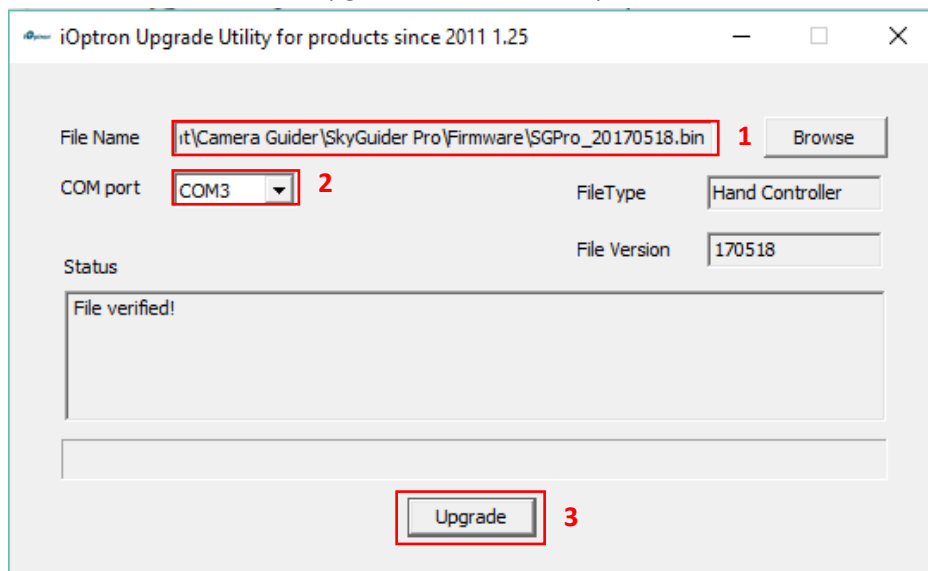 iOptron Upgrade Utility for products since 2011 1.25
File Name ıt\Camera Guider\SkyGuider Pro\Firmware\SGPro_20170518.bin 1 Browse
COM port COM3 2 FileType Hand Controller
File Version 170518
Status
File verified!
Upgrade 3